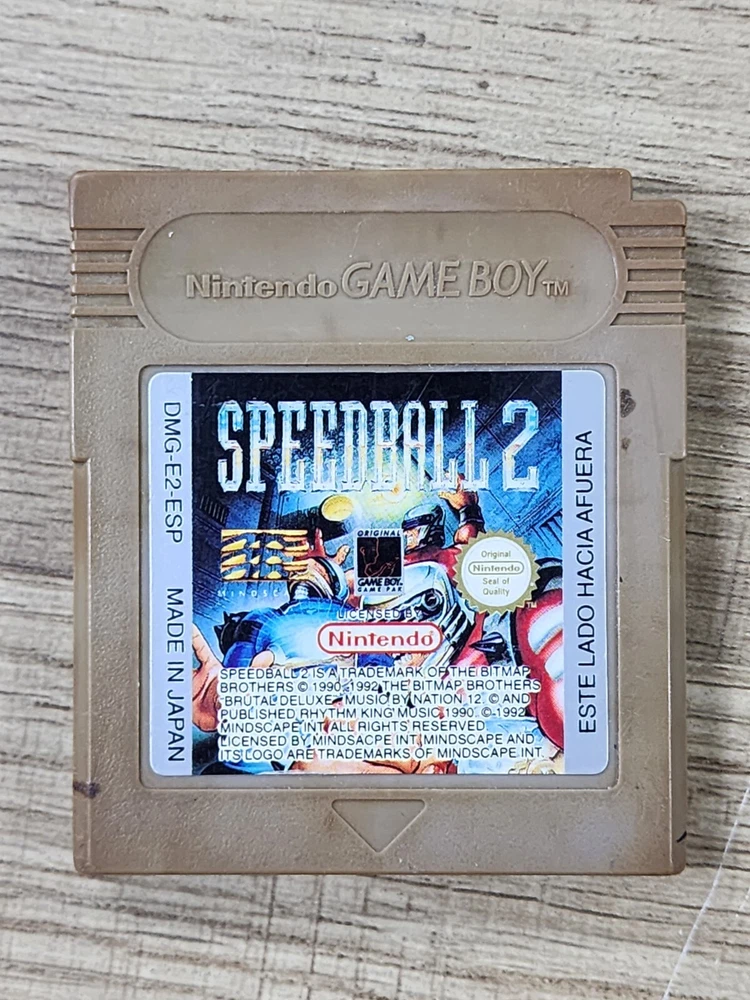 Nintendo GAME BOY TM
SPEEDBALL 2
DMG-E2-ESP MADE IN JAPAN
ESTE LADO HACIA AFUERA
ORIGINAL
GAME BOY
GAME PAK
Original
Nintendo
Seal of
Quality
TM
LICENSED BY
Nintendo
SPEEDBALL 2 IS A TRADEMARK OF THE BITMAP
BROTHERS © 1990, 1992 THE BITMAP BROTHERS
"BRUTAL DELUXE" MUSIC BY NATION 12. © AND
PUBLISHED RHYTHM KING MUSIC 1990. © 1992
MINDSCAPE INT. ALL RIGHTS RESERVED.
LICENSED BY MINDSACPE INT. MINDSCAPE AND
ITS LOGO ARE TRADEMARKS OF MINDSCAPE INT.